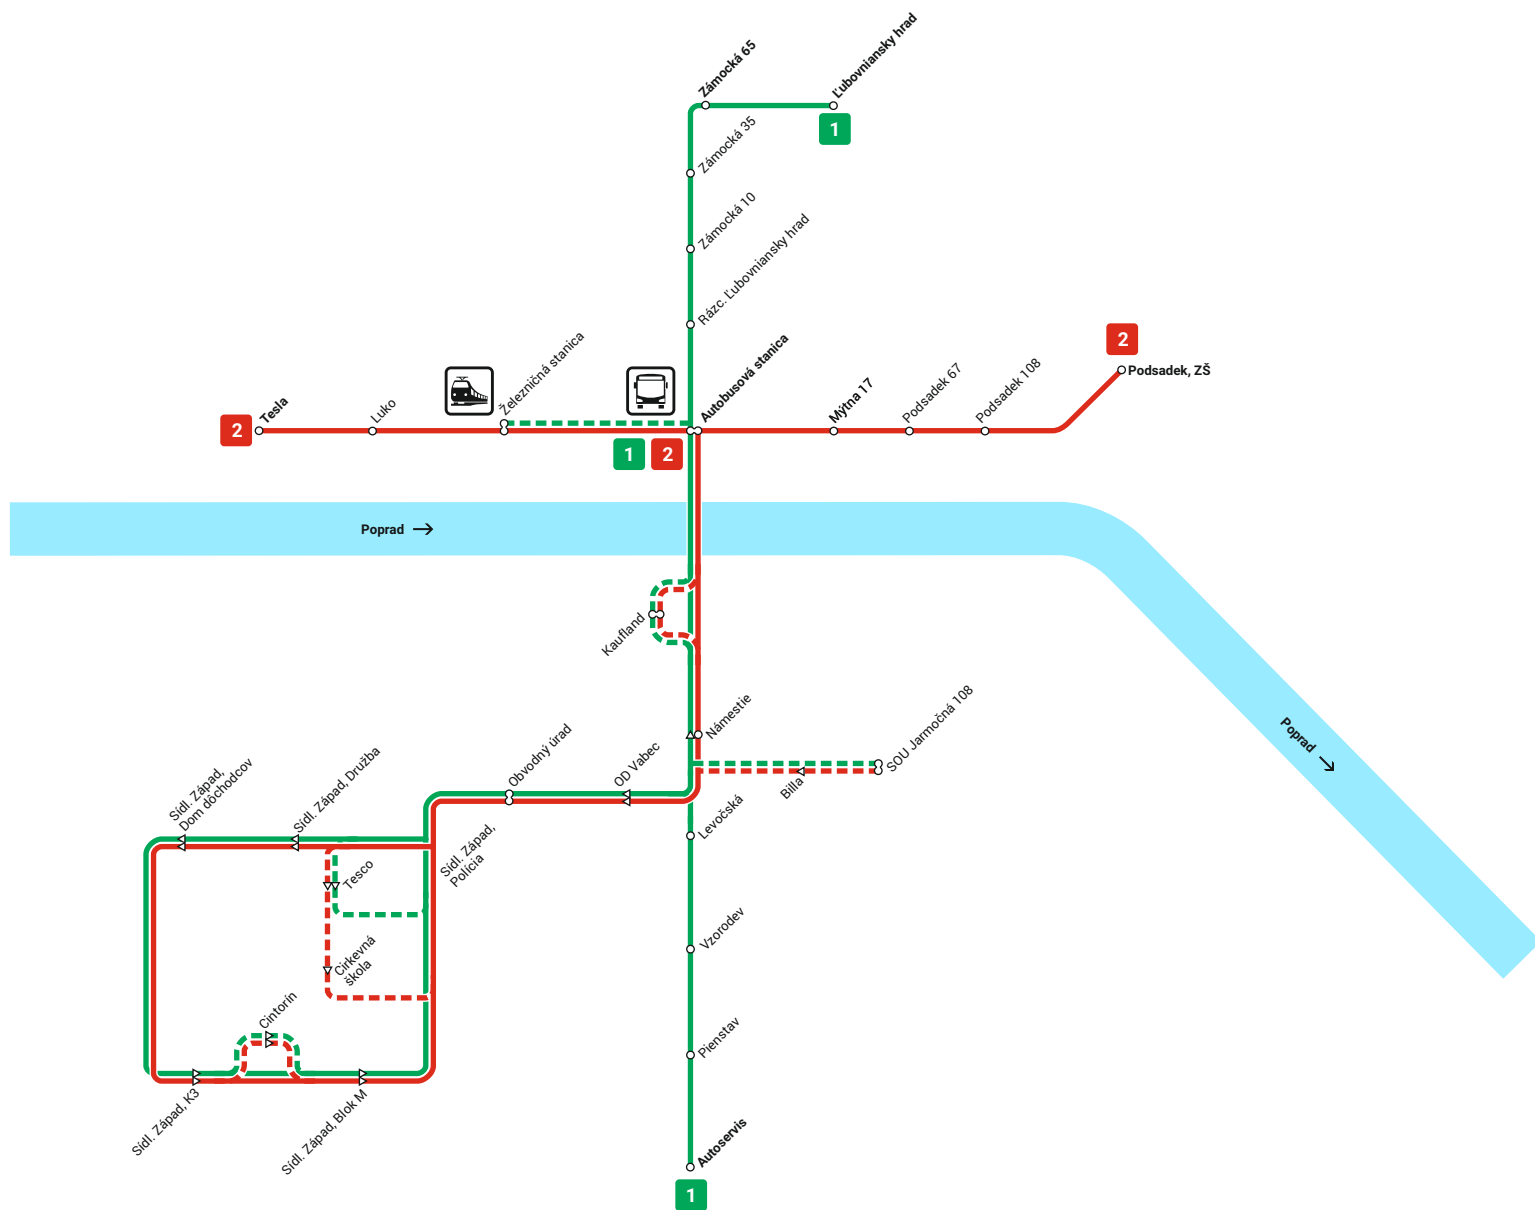 Ľubovniansky hrad
Zámocká 65
1
Zámocká 35
Zámocká 10
Rázc. Ľubovniansky hrad
2
Podsadek, ZŠ
Železničná stanica
Autobusová stanica
2
Tesla
Luko
Mýtna 17
Podsadek 67
Podsadek 108
1
2
Poprad
Kaufland
Námestie
SOU Jarmočná 108
Billa
Poprad
Obvodný úrad
OD Vabec
Sídl. Západ,
Dom dôchodcov
Sídl. Západ, Družba
Levočská
Sídl. Západ,
Polícia
Tesco
Vzorodev
Cirkevná
škola
Cintorín
Pienstav
Sídl. Západ, K3
Sídl. Západ, Blok M
Autoservis
1